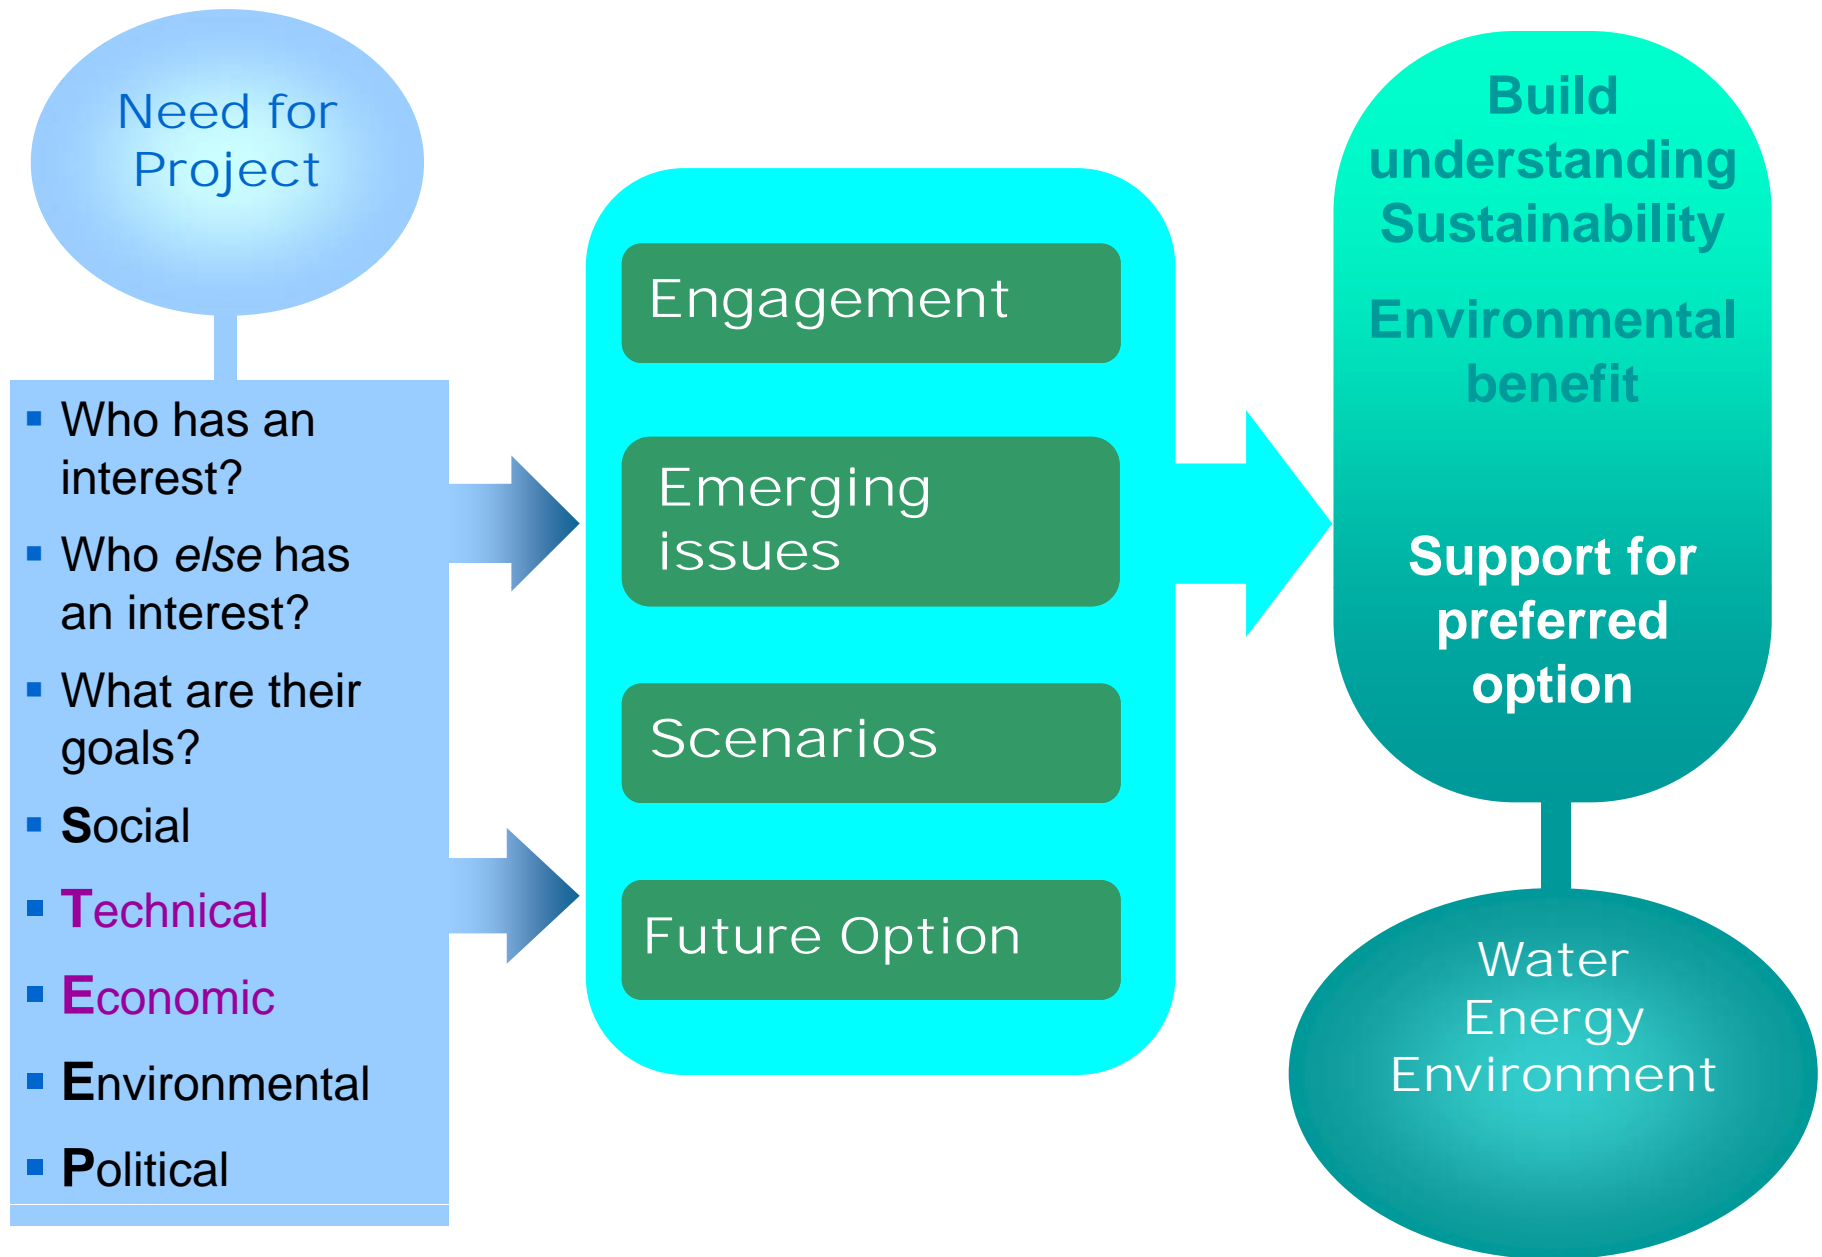 Need for
Project
Who has an
interest?
Who else has
an interest?
What are their
goals?
Social
Technical
Economic
Environmental
Political
Engagement
Emerging
issues
Scenarios
Future Option
Build
understanding
Sustainability
Environmental
benefit
Support for
preferred
option
Water
Energy
Environment